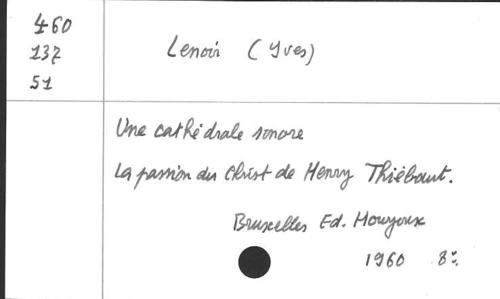 460
137
51
Lenoir (Yves)
Une cathédrale sonore
La passion du Christ de Henry Thiébaut.
Bruxelles Ed. Houyoux
1960 8º.